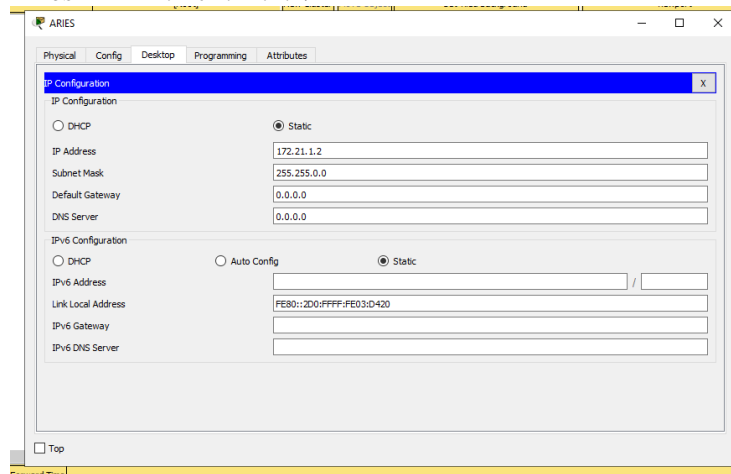 ARIES
Physical Config Desktop Programming Attributes
IP Configuration X
IP Configuration
DHCP Static
IP Address 172.21.1.2
Subnet Mask 255.255.0.0
Default Gateway 0.0.0.0
DNS Server 0.0.0.0
IPv6 Configuration
DHCP Auto Config Static
IPv6 Address /
Link Local Address FE80::2D0:FFFF:FE03:D420
IPv6 Gateway
IPv6 DNS Server
Top